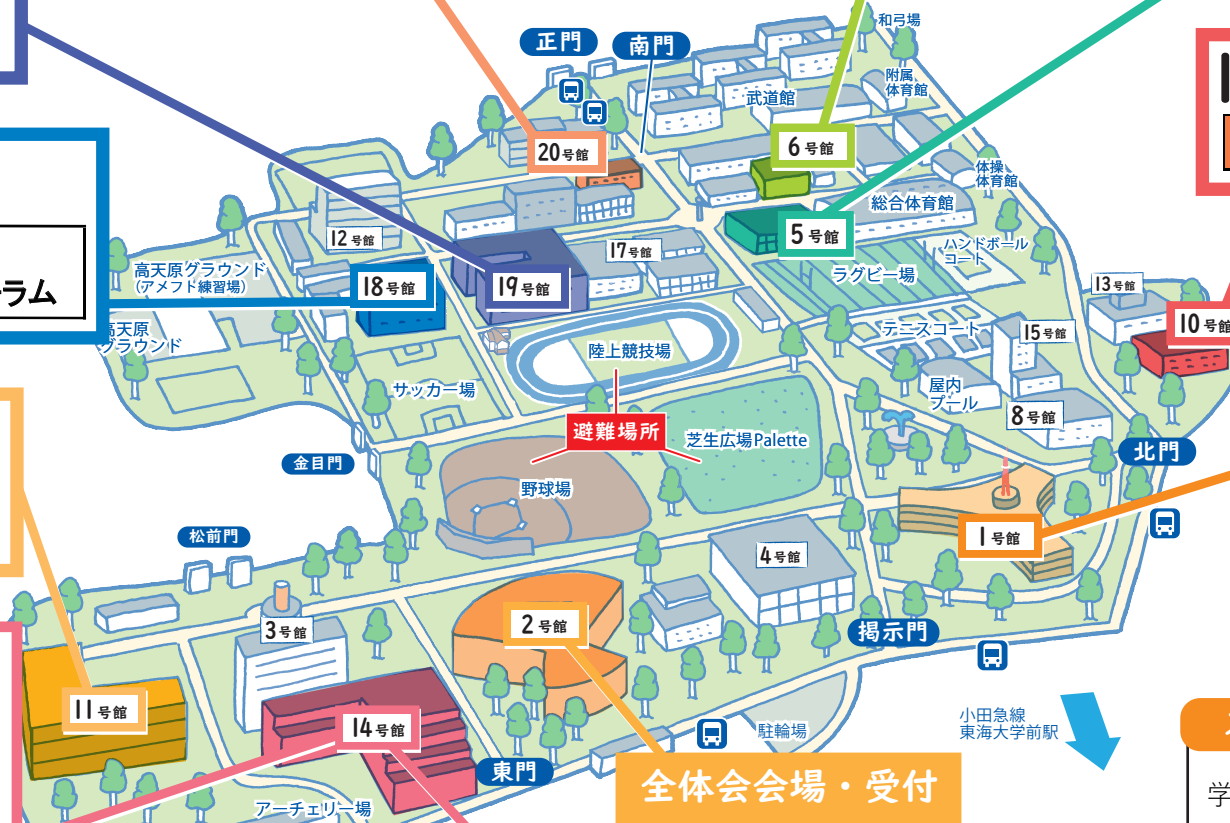 正門
南門
和弓場
武道館
附属
体育館
20号館
6号館
体操
体育館
総合体育館
5号館
12号館
17号館
ハンドボール
コート
高天原グラウンド
（アメフト練習場）
18号館
19号館
ラグビー場
13号館
ラム
10号館
高天原
グラウンド
陸上競技場
テニスコート
15号館
サッカー場
屋内
プール
8号館
避難場所
芝生広場Palette
北門
金目門
野球場
松前門
1号館
4号館
3号館
2号館
掲示門
11号館
14号館
駐輪場
小田急線
東海大学前駅
東門
全体会会場・受付
学
アーチェリー場